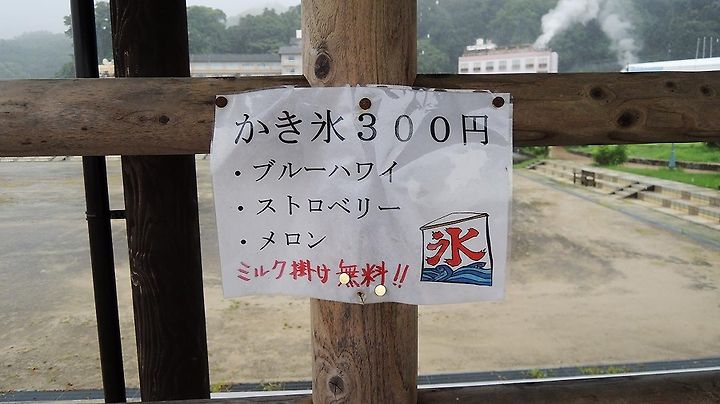 かき氷３００円
・ブルーハワイ
・ストロベリー
・メロン
ミルク掛け無料!!
氷